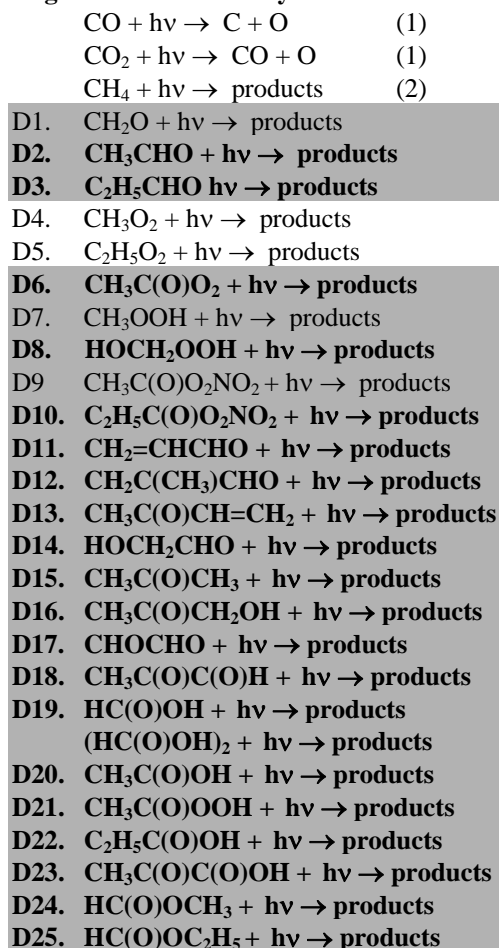 CO + hν → C + O (1)
CO₂ + hν → CO + O (1)
CH₄ + hν → products (2)
D1. CH₂O + hν → products
D2. CH₃CHO + hν → products
D3. C₂H₅CHO hν → products
D4. CH₃O₂ + hν → products
D5. C₂H₅O₂ + hν → products
D6. CH₃C(O)O₂ + hν → products
D7. CH₃OOH + hν → products
D8. HOCH₂OOH + hν → products
D9 CH₃C(O)O₂NO₂ + hν → products
D10. C₂H₅C(O)O₂NO₂ + hν → products
D11. CH₂=CHCHO + hν → products
D12. CH₂C(CH₃)CHO + hν → products
D13. CH₃C(O)CH=CH₂ + hν → products
D14. HOCH₂CHO + hν → products
D15. CH₃C(O)CH₃ + hν → products
D16. CH₃C(O)CH₂OH + hν → products
D17. CHOCHO + hν → products
D18. CH₃C(O)C(O)H + hν → products
D19. HC(O)OH + hν → products
(HC(O)OH)₂ + hν → products
D20. CH₃C(O)OH + hν → products
D21. CH₃C(O)OOH + hν → products
D22. C₂H₅C(O)OH + hν → products
D23. CH₃C(O)C(O)OH + hν → products
D24. HC(O)OCH₃ + hν → products
D25. HC(O)OC₂H₅ + hν → products